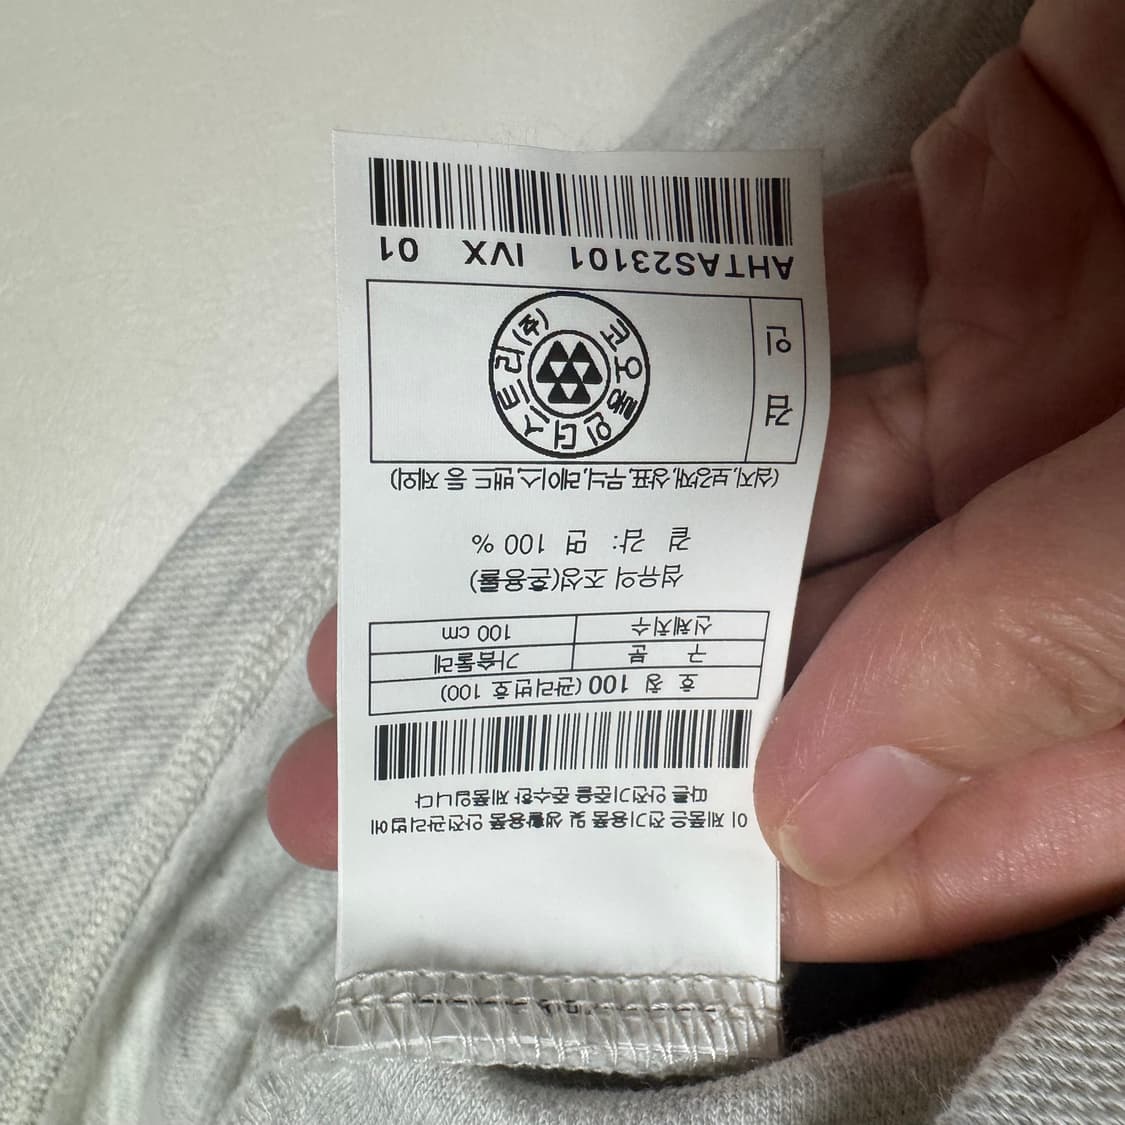 이 제품은 전기용품 및 생활용품 안전관리법에
따른 안전기준을 준수한 제품입니다
호 칭 100 (관리번호 100)
구 분 가슴둘레
신체치수 100 cm
섬유의 조성(혼용률)
겉 감: 면 100 %
(심지,보강재,상표,무늬,레이스,밴드 등 제외)
검 인
코오롱인더스트리(주)
AHTAS23101 IVX 01